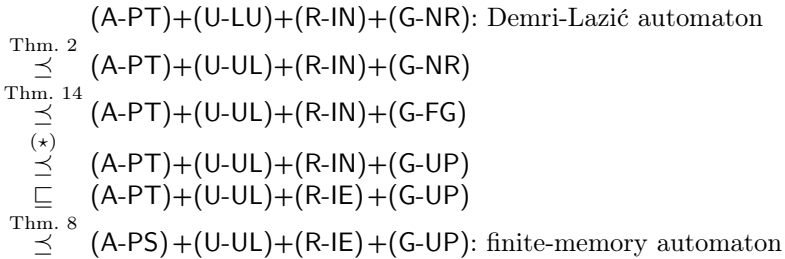 (A-PT)+(U-LU)+(R-IN)+(G-NR): Demri-Lazić automaton
Thm. 2
⪯ (A-PT)+(U-UL)+(R-IN)+(G-NR)
Thm. 14
⪯ (A-PT)+(U-UL)+(R-IN)+(G-FG)
(⋆)
⪯ (A-PT)+(U-UL)+(R-IN)+(G-UP)
⊑ (A-PT)+(U-UL)+(R-IE)+(G-UP)
Thm. 8
⪯ (A-PS)+(U-UL)+(R-IE)+(G-UP): finite-memory automaton